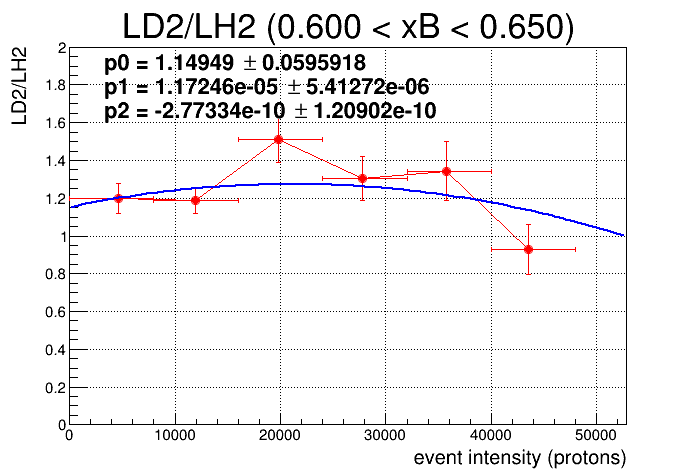 LD2/LH2 (0.600 < xB < 0.650)
p0 = 1.14949 ± 0.0595918
p1 = 1.17246e-05 ± 5.41272e-06
p2 = -2.77334e-10 ± 1.20902e-10
LD2/LH2
2
1.8
1.6
1.4
1.2
1
0.8
0.6
0.4
0.2
0
0 10000 20000 30000 40000 50000
event intensity (protons)